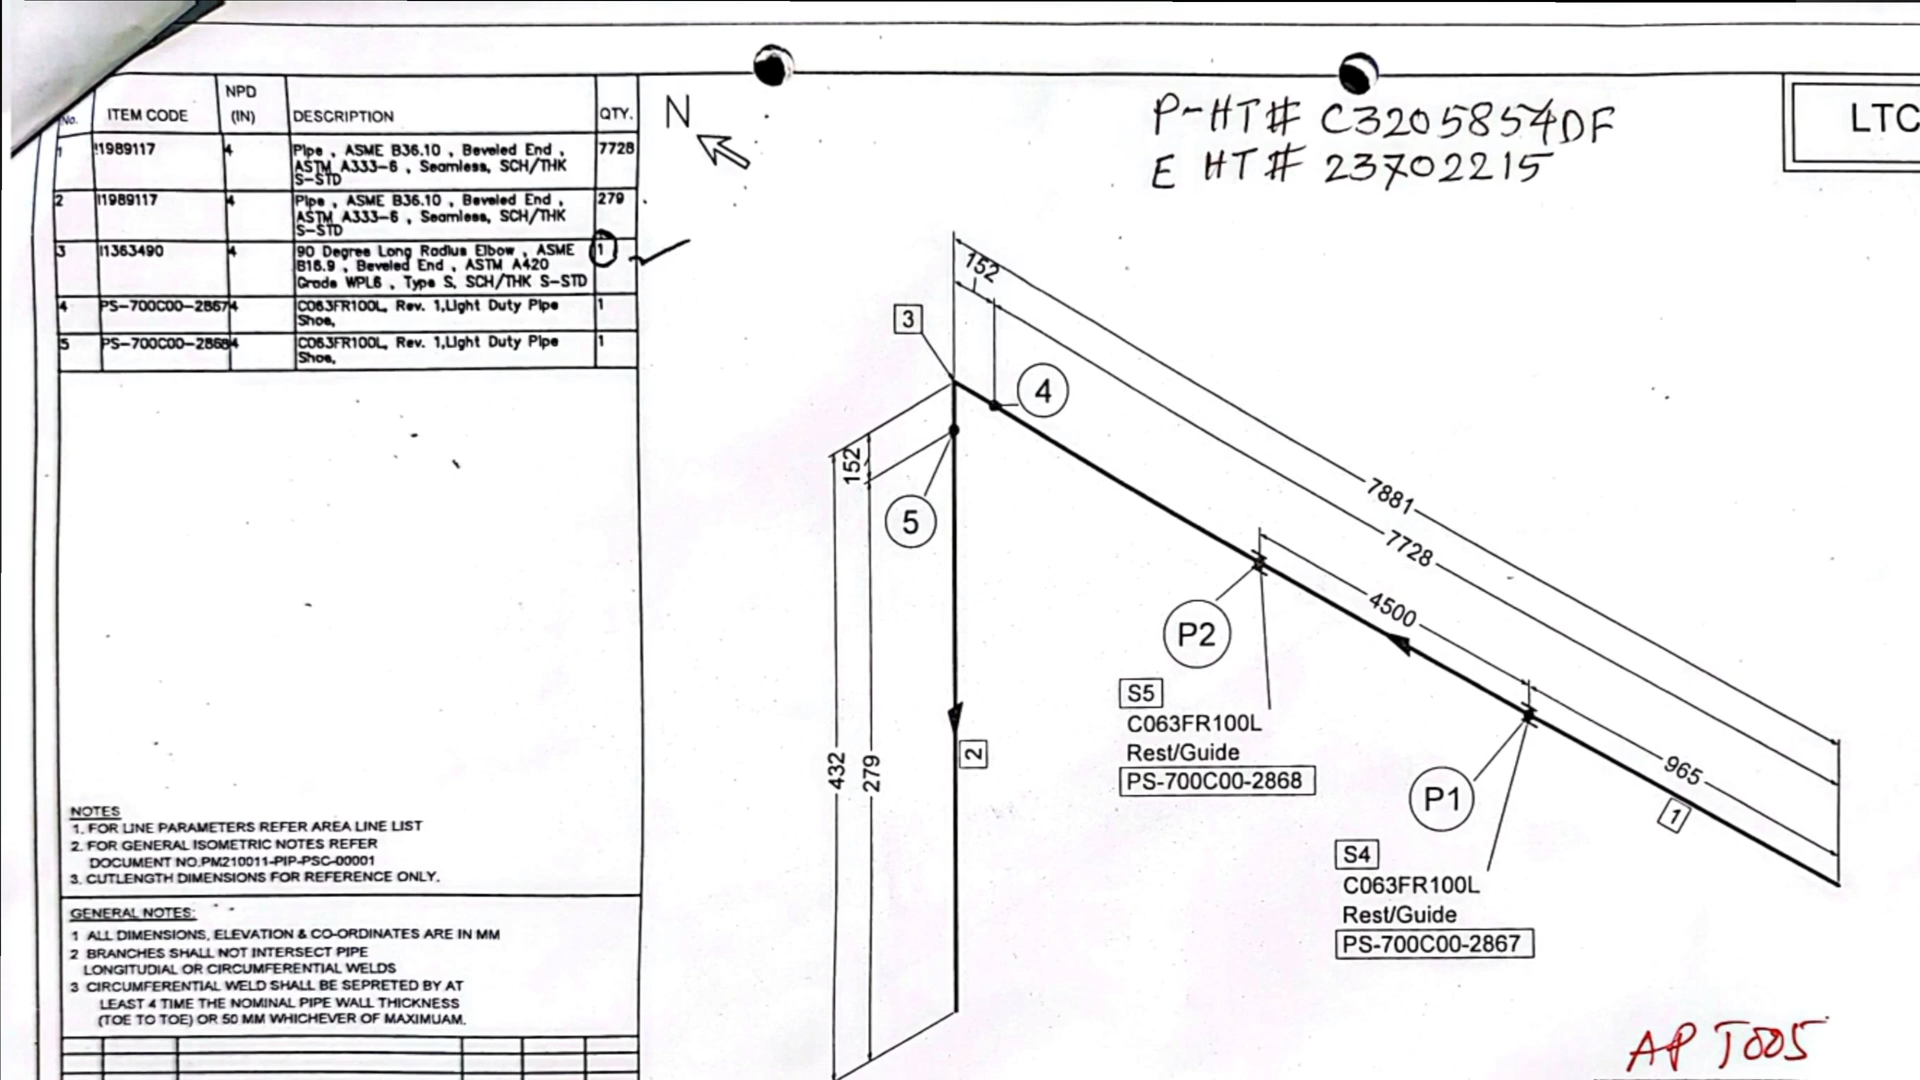 No. ITEM CODE NPD (IN) DESCRIPTION QTY.
1 I1989117 4 Pipe , ASME B36.10 , Beveled End , 7728
ASTM A333-6 , Seamless, SCH/THK
S-STD
2 I1989117 4 Pipe , ASME B36.10 , Beveled End , 279
ASTM A333-6 , Seamless, SCH/THK
S-STD
3 I1363490 4 90 Degree Long Radius Elbow , ASME 1
B16.9 , Beveled End , ASTM A420
Grade WPL6 , Type S, SCH/THK S-STD
4 PS-700C00-2867 4 C063FR100L, Rev. 1,Light Duty Pipe 1
Shoe,
5 PS-700C00-2868 4 C063FR100L, Rev. 1,Light Duty Pipe 1
Shoe,
N
P-HT# C3205854DF
E HT# 23702215
LTC
152
3
4
152
5
7881
7728
4500
P2
S5
C063FR100L
Rest/Guide
PS-700C00-2868
432
279
2
965
P1
1
S4
C063FR100L
Rest/Guide
PS-700C00-2867
NOTES
1. FOR LINE PARAMETERS REFER AREA LINE LIST
2. FOR GENERAL ISOMETRIC NOTES REFER
DOCUMENT NO.PM210011-PIP-PSC-00001
3. CUTLENGTH DIMENSIONS FOR REFERENCE ONLY.
GENERAL NOTES:
1 ALL DIMENSIONS, ELEVATION & CO-ORDINATES ARE IN MM
2 BRANCHES SHALL NOT INTERSECT PIPE
LONGITUDIAL OR CIRCUMFERENTIAL WELDS
3 CIRCUMFERENTIAL WELD SHALL BE SEPRETED BY AT
LEAST 4 TIME THE NOMINAL PIPE WALL THICKNESS
(TOE TO TOE) OR 50 MM WHICHEVER OF MAXIMUAM.
AP T005